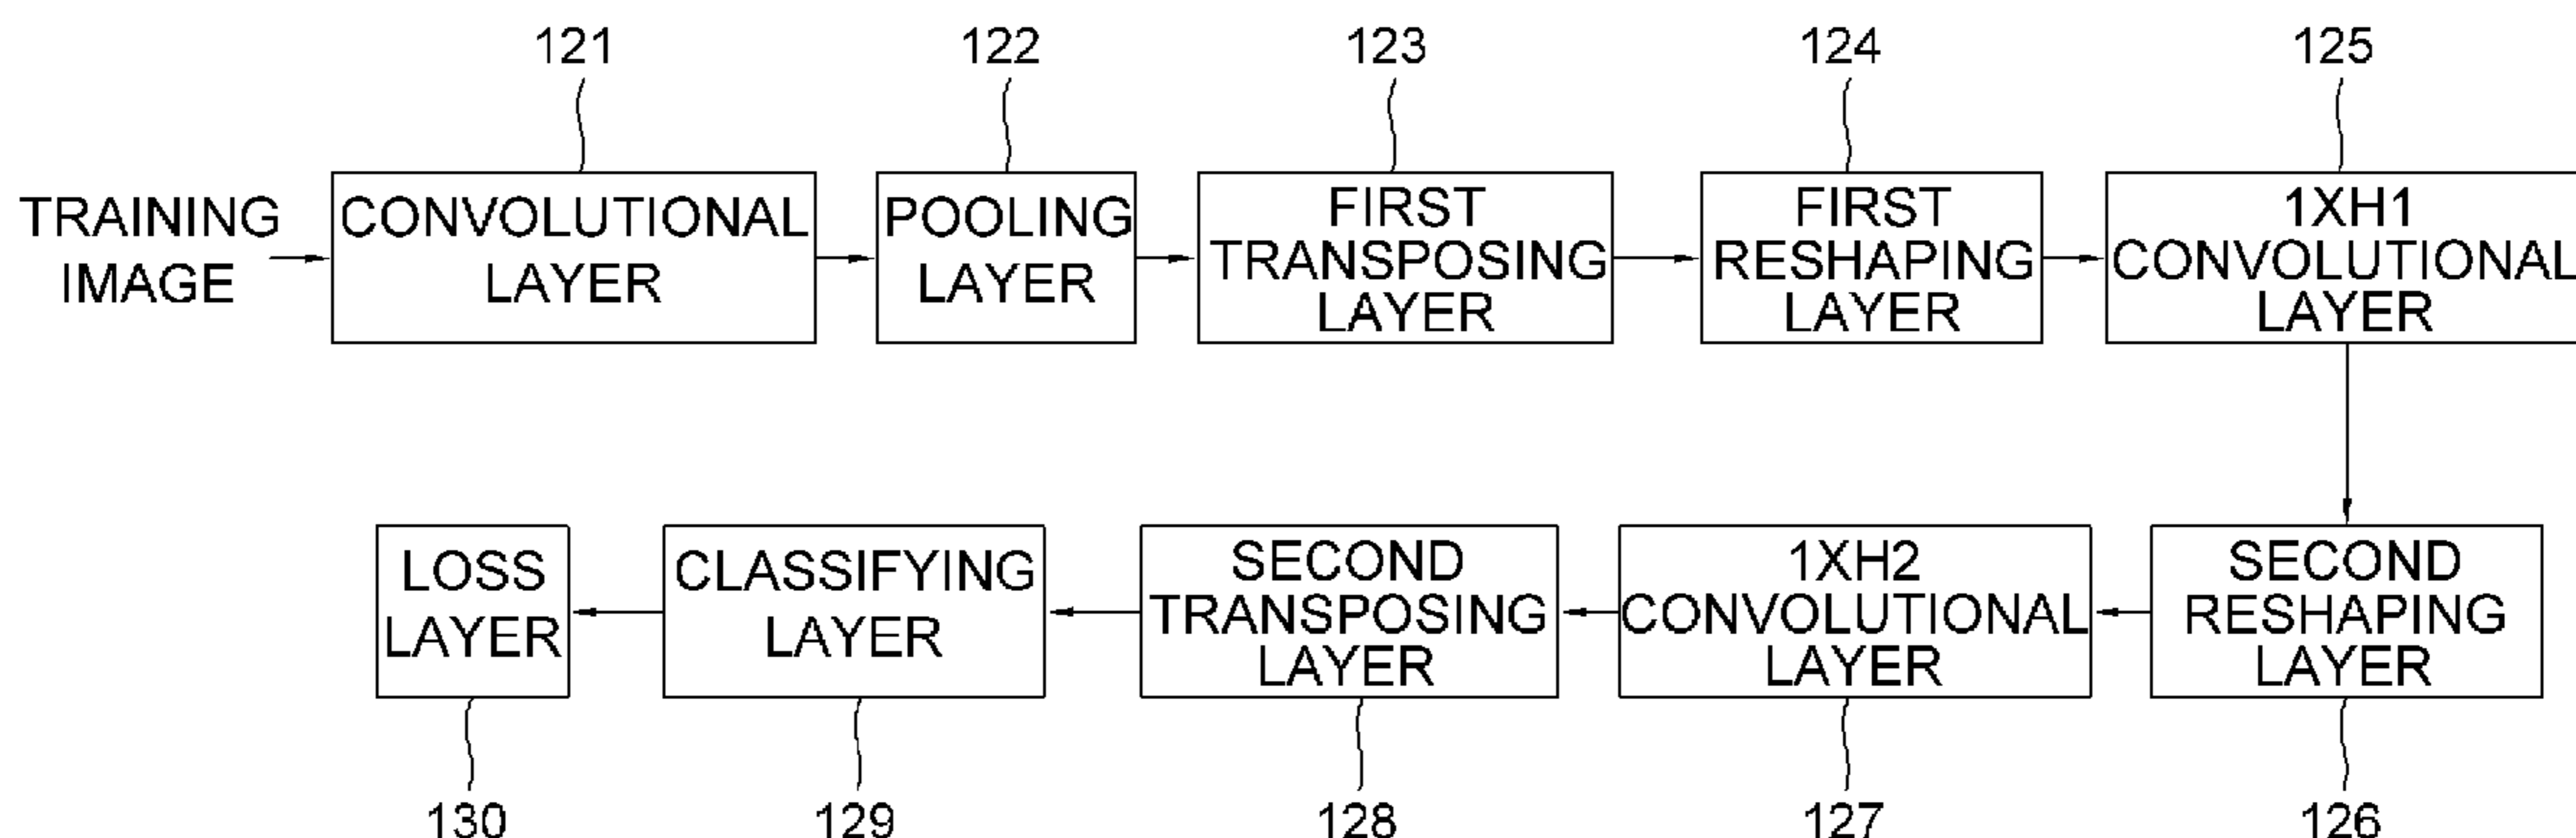 121
122
123
124
125
TRAINING
IMAGE
CONVOLUTIONAL
LAYER
POOLING
LAYER
FIRST
TRANSPOSING
LAYER
FIRST
RESHAPING
LAYER
1XH1
CONVOLUTIONAL
LAYER
LOSS
LAYER
CLASSIFYING
LAYER
SECOND
TRANSPOSING
LAYER
1XH2
CONVOLUTIONAL
LAYER
SECOND
RESHAPING
LAYER
130
129
128
127
126